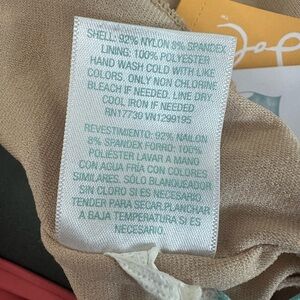 SHELL: 92% NYLON 8% SPANDEX
LINING: 100% POLYESTER
HAND WASH COLD WITH LIKE
COLORS. ONLY NON CHLORINE
BLEACH IF NEEDED. LINE DRY.
COOL IRON IF NEEDED
RN17730 VN1299195
REVESTIMIENTO: 92% NAILON
8% SPANDEX FORRO: 100%
POLIÉSTER LAVAR A MANO
CON AGUA FRÍA CON COLORES
SIMILARES. SÓLO BLANQUEADOR
SIN CLORO SI ES NECESARIO.
TENDER PARA SECAR.PLANCHAR
A BAJA TEMPERATURA SI ES
NECESARIO.